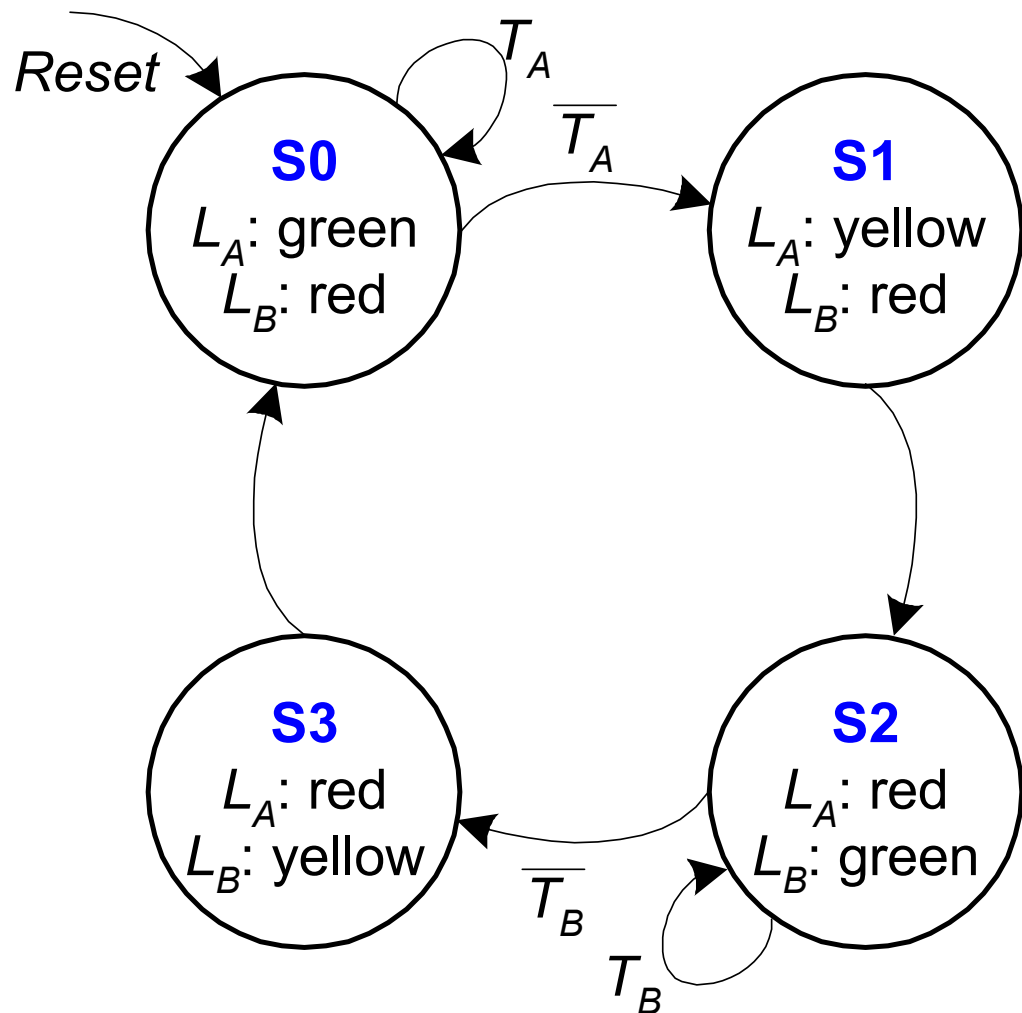 Reset
T_A
T̅_A̅
S0
L_A: green
L_B: red
S1
L_A: yellow
L_B: red
S3
L_A: red
L_B: yellow
S2
L_A: red
L_B: green
T̅_B̅
T_B